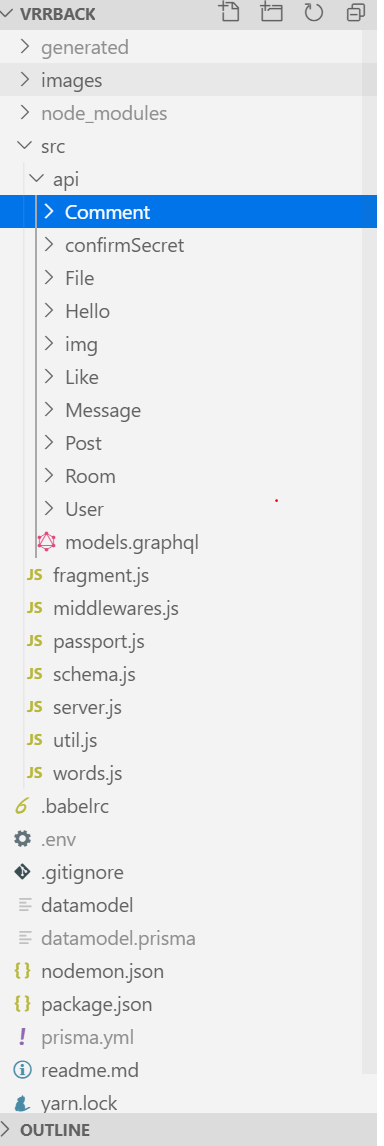 VRRBACK
generated
images
node_modules
src
api
Comment
confirmSecret
File
Hello
img
Like
Message
Post
Room
User
models.graphql
JS fragment.js
JS middlewares.js
JS passport.js
JS schema.js
JS server.js
JS util.js
JS words.js
.babelrc
.env
.gitignore
datamodel
datamodel.prisma
{} nodemon.json
{} package.json
! prisma.yml
readme.md
yarn.lock
OUTLINE